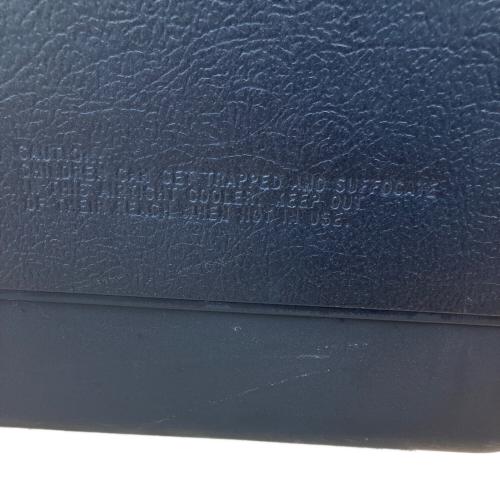 CAUTION:
CHILDREN CAN GET TRAPPED AND SUFFOCATE
IN THIS AIRTIGHT COOLER. KEEP OUT
OF THEIR REACH WHEN NOT IN USE.